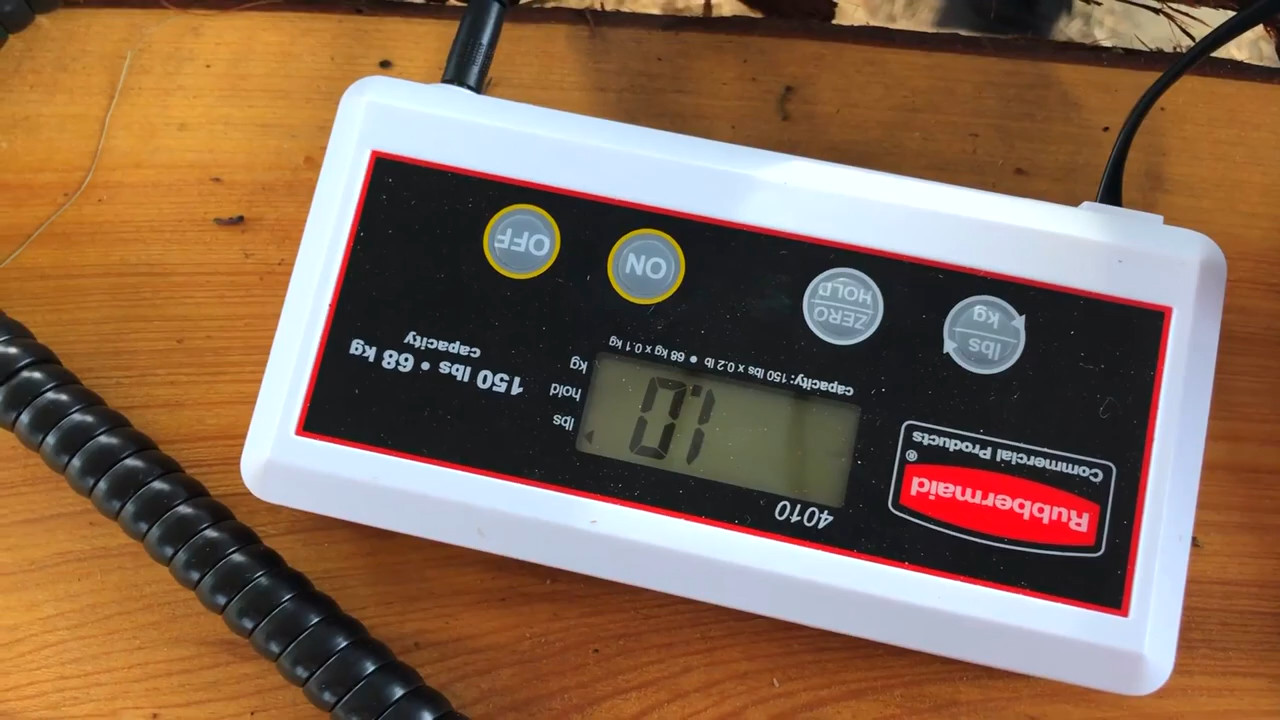 Rubbermaid®
Commercial Products
4010
1.0
lbs
hold
kg
capacity: 150 lbs x 0.2 lb ● 68 kg x 0.1 kg
150 lbs • 68 kg
capacity
lbs
kg
ZERO
HOLD
ON
OFF